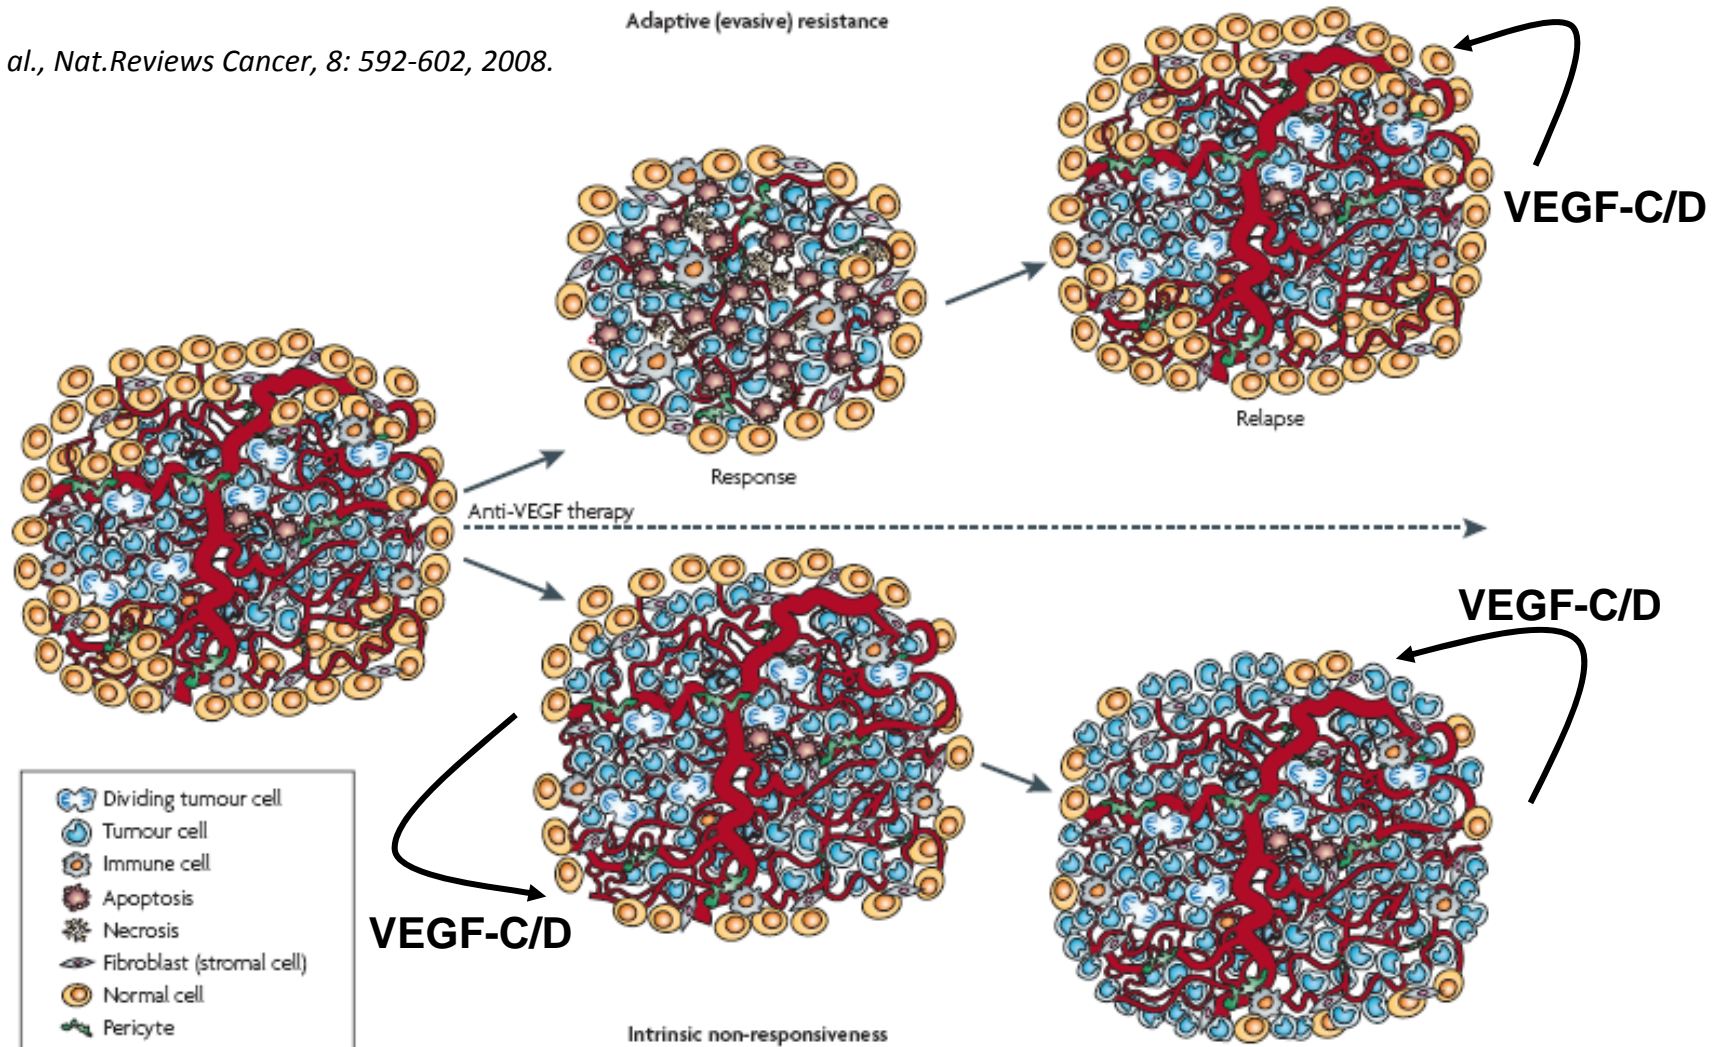 Adaptive (evasive) resistance
al., Nat.Reviews Cancer, 8: 592-602, 2008.
VEGF-C/D
Relapse
Response
Anti-VEGF therapy
VEGF-C/D
VEGF-C/D
Dividing tumour cell
Tumour cell
Immune cell
Apoptosis
Necrosis
Fibroblast (stromal cell)
Normal cell
Pericyte
Intrinsic non-responsiveness